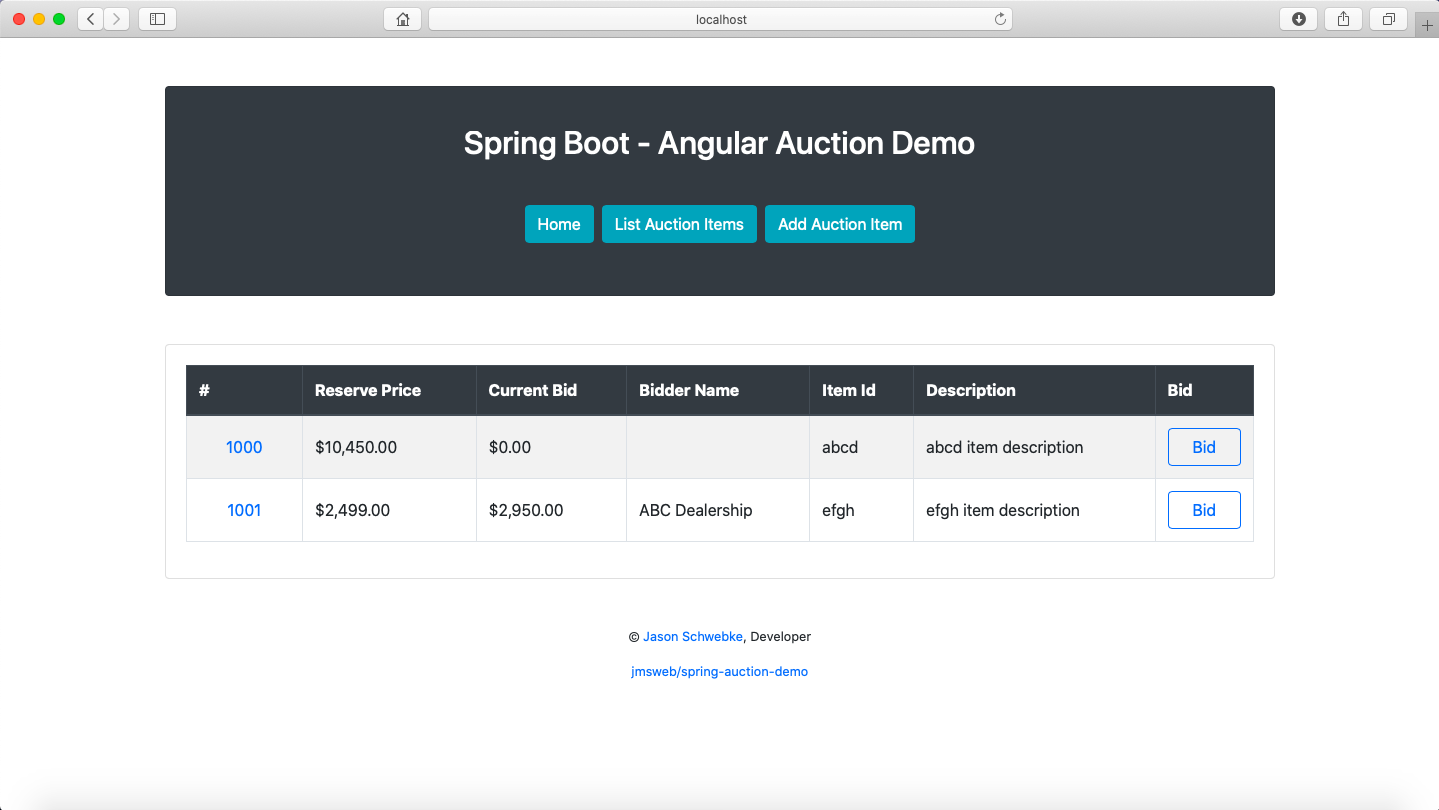 localhost
Spring Boot - Angular Auction Demo
Home List Auction Items Add Auction Item
# Reserve Price Current Bid Bidder Name Item Id Description Bid
1000 $10,450.00 $0.00 abcd abcd item description Bid
1001 $2,499.00 $2,950.00 ABC Dealership efgh efgh item description Bid
© Jason Schwebke, Developer
jmsweb/spring-auction-demo